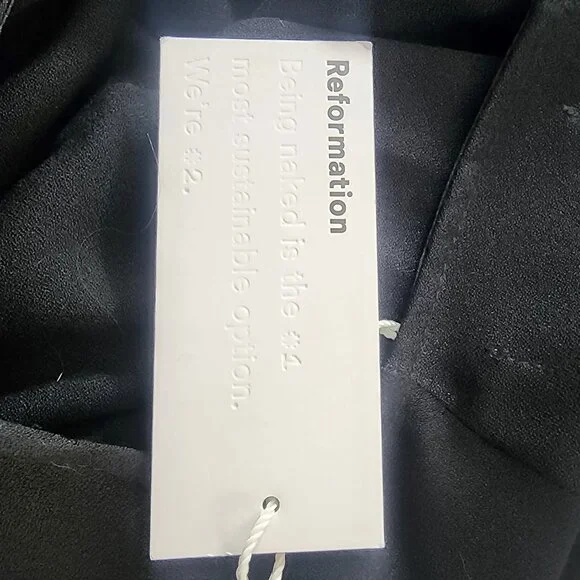 Reformation
Being naked is the #1
most sustainable option.
We're #2.